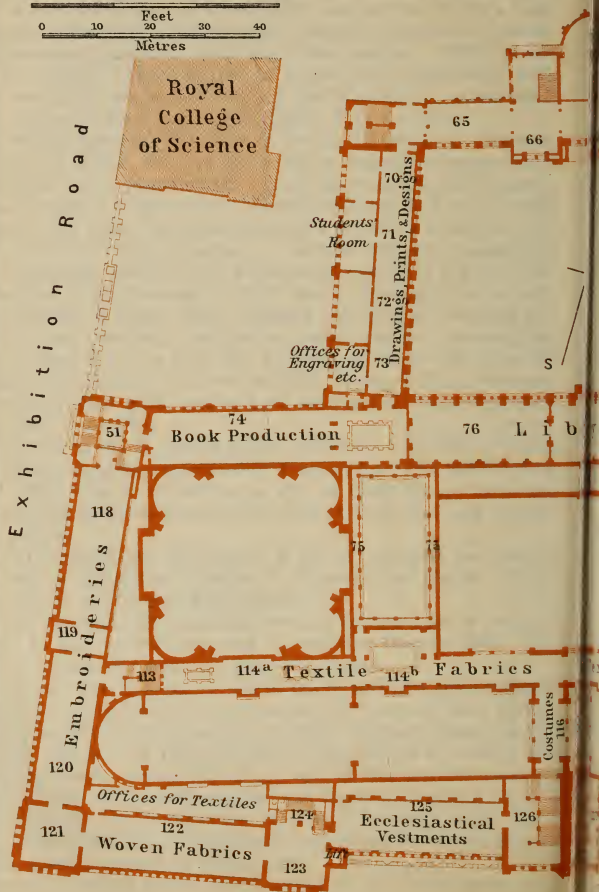 Feet
0 10 20 30 40
Mètres
Royal
College
of Science
Exhibition Road
65
66
70
Students'
Room
71
Drawings, Prints, & Designs
72
Offices for
Engraving
etc.
73
S
74
51
Book Production
76
Lib
118
75
75
Embroideries
119
113
114a
Textile Fabrics
114b
Costumes
116
120
Offices for Textiles
124
125
Ecclesiastical
Vestments
126
121
122
Woven Fabrics
Lift
123